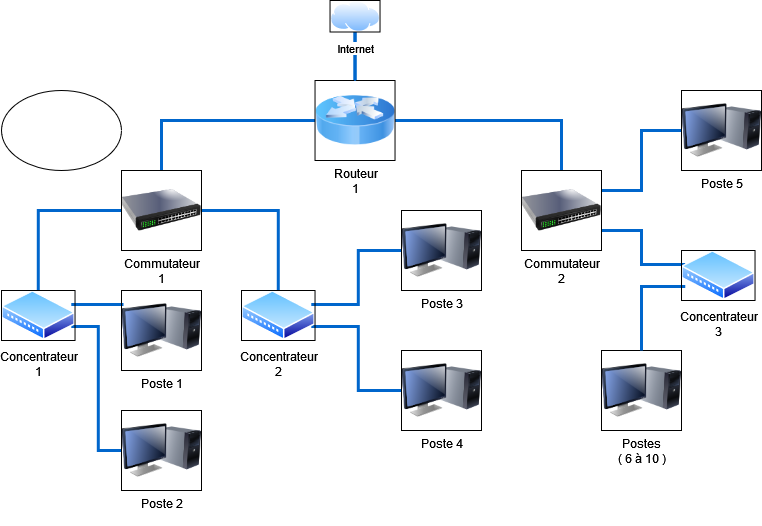 Internet
Routeur
1
Poste 5
Commutateur
1
Commutateur
2
Poste 3
Concentrateur
3
Concentrateur
1
Poste 1
Concentrateur
2
Poste 4
Postes
( 6 à 10 )
Poste 2